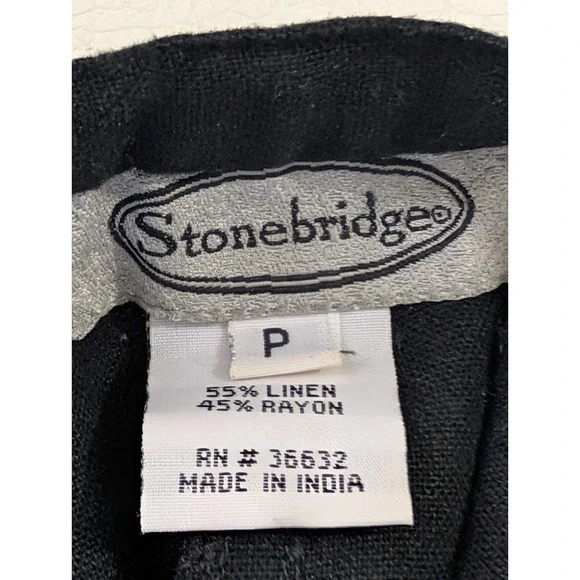 Stonebridge©
P
55% LINEN
45% RAYON
RN # 36632
MADE IN INDIA